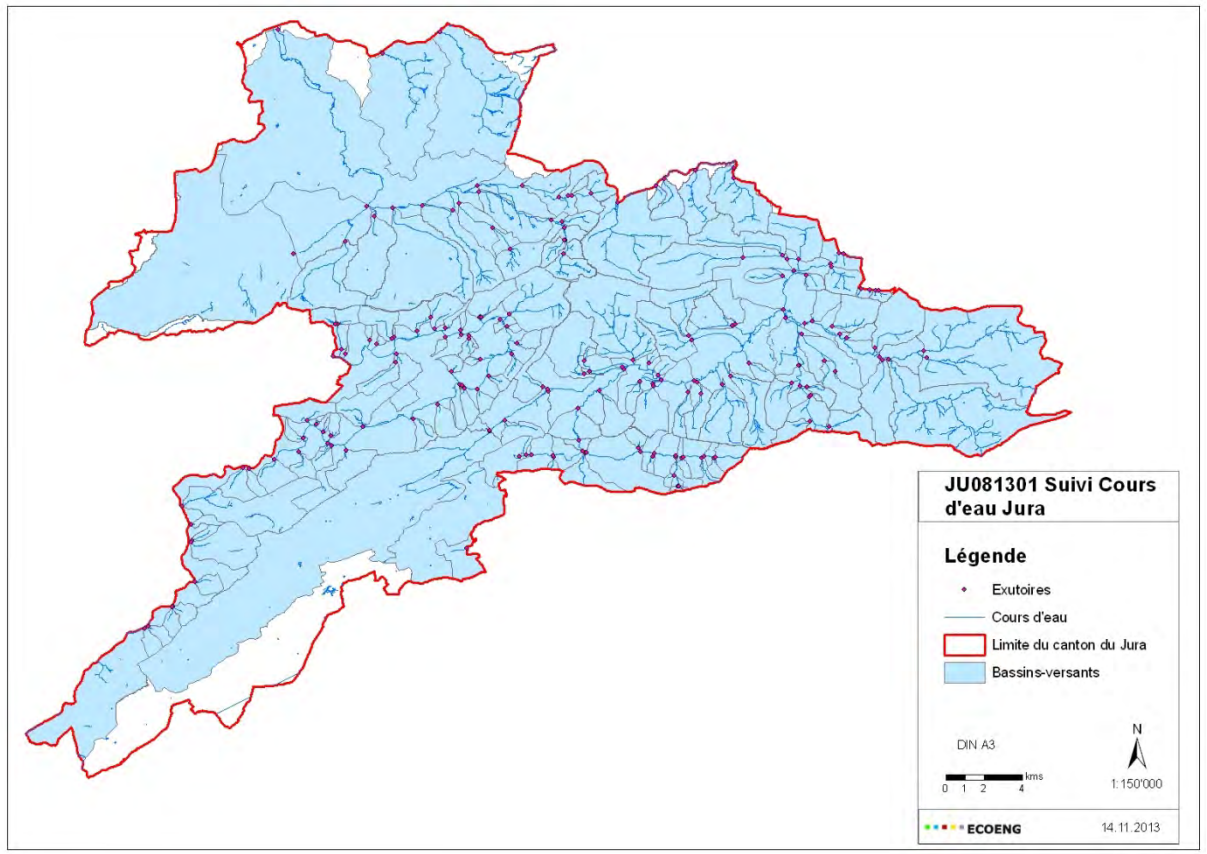 JU081301 Suivi Cours
d'eau Jura
Légende
Exutoires
Cours d'eau
Limite du canton du Jura
Bassins-versants
DIN A3
N
kms
0 1 2 4
1:150'000
ECOENG
14.11.2013